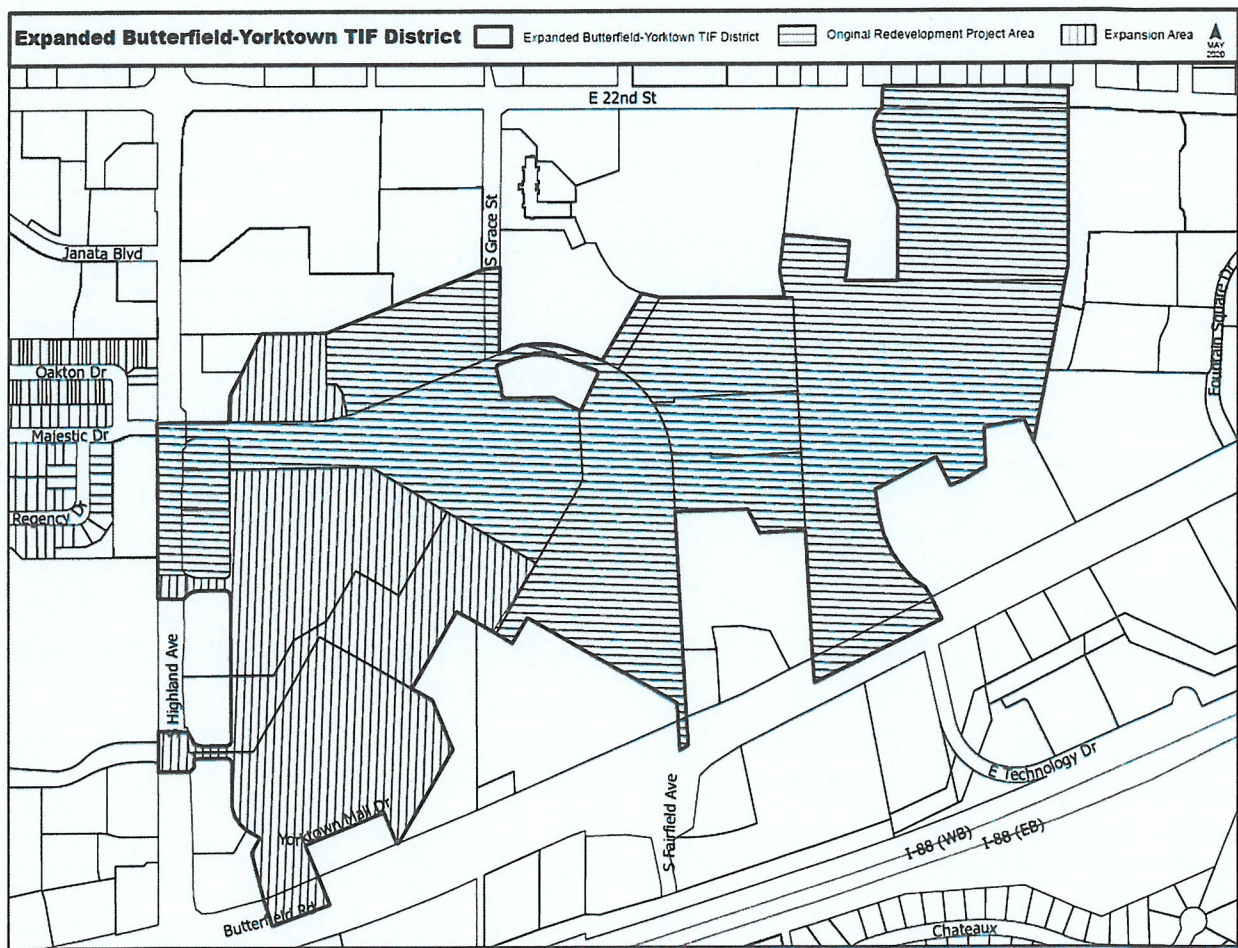 Expanded Butterfield-Yorktown TIF District
Expanded Butterfield-Yorktown TIF District
Original Redevelopment Project Area
Expansion Area
MAY
2020
E 22nd St
S Grace St
Janata Blvd
Fountain Square Dr
Oakton Dr
Majestic Dr
Regency Dr
Highland Ave
E Technology Dr
S Fairfield Ave
Yorktown Mall Dr
I-88 (WB)
I-88 (EB)
Butterfield Rd
Chateaux